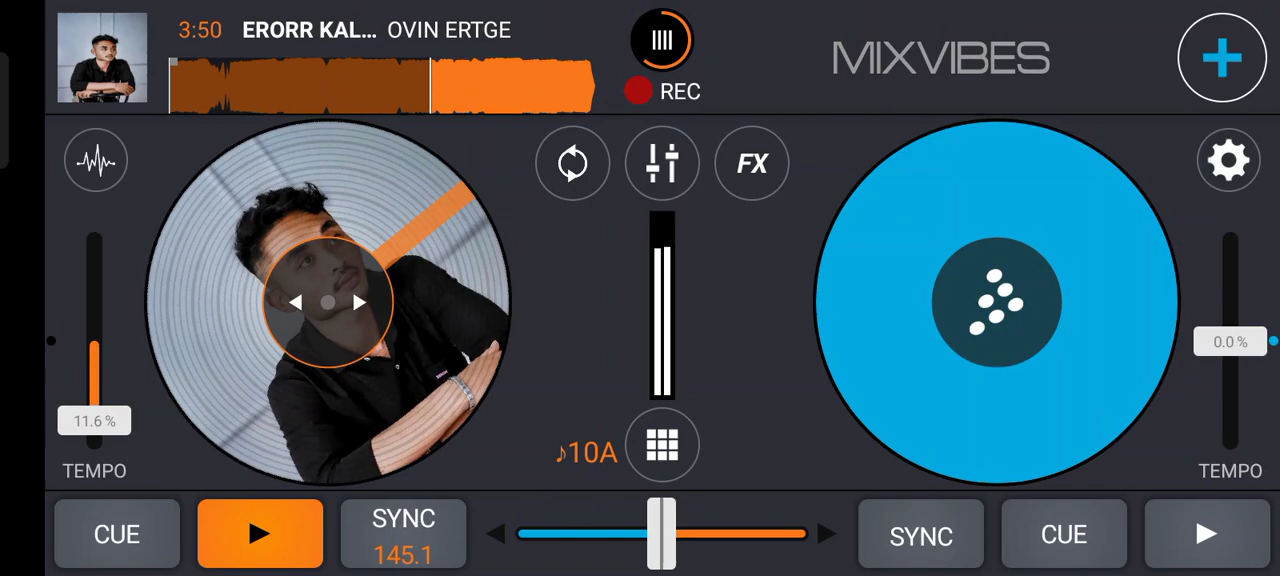 3:50 ERORR KAL... OVIN ERTGE
REC
MIXVIBES
FX
11.6 %
TEMPO
♪10A
0.0 %
TEMPO
CUE
SYNC
145.1
SYNC
CUE